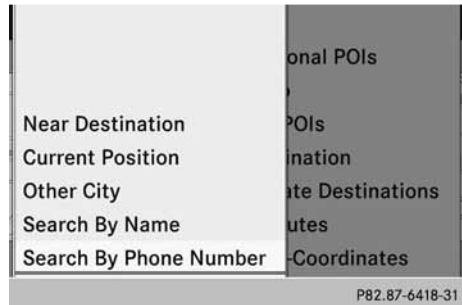 onal POIs
Near Destination
POIs
Current Position
ination
Other City
ate Destinations
Search By Name
utes
Search By Phone Number
-Coordinates
P82.87-6418-31